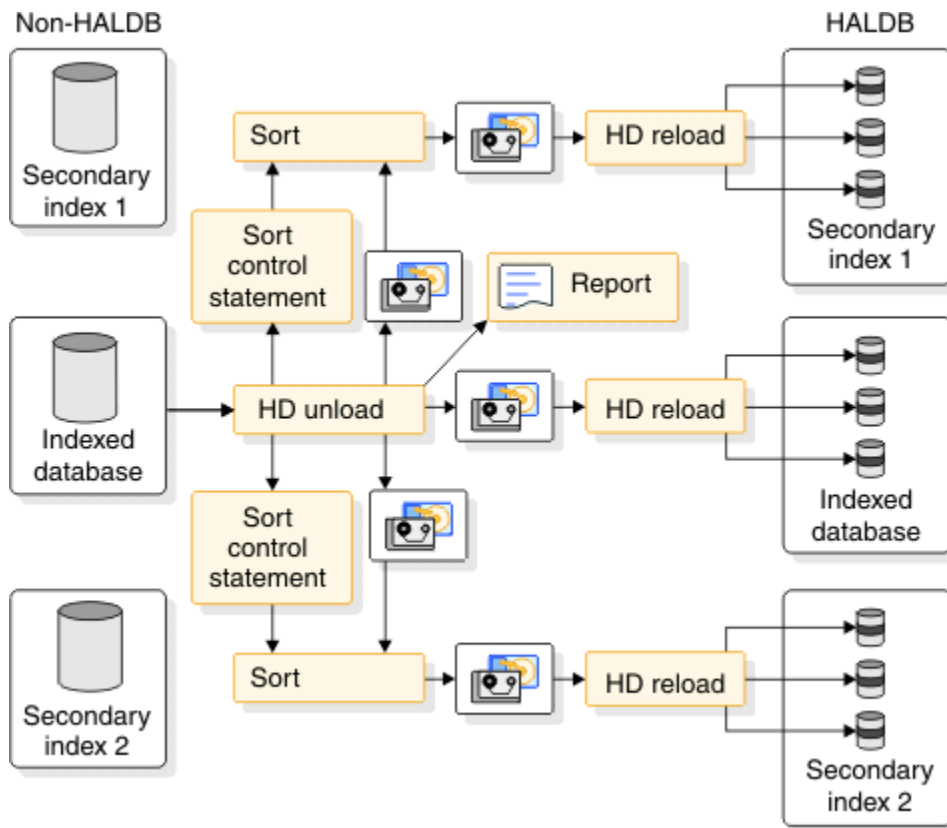 Non-HALDB
HALDB
Secondary
index 1
Sort
HD reload
Secondary
index 1
Sort
control
statement
Report
Indexed
database
HD unload
HD reload
Indexed
database
Sort
control
statement
Secondary
index 2
Sort
HD reload
Secondary
index 2